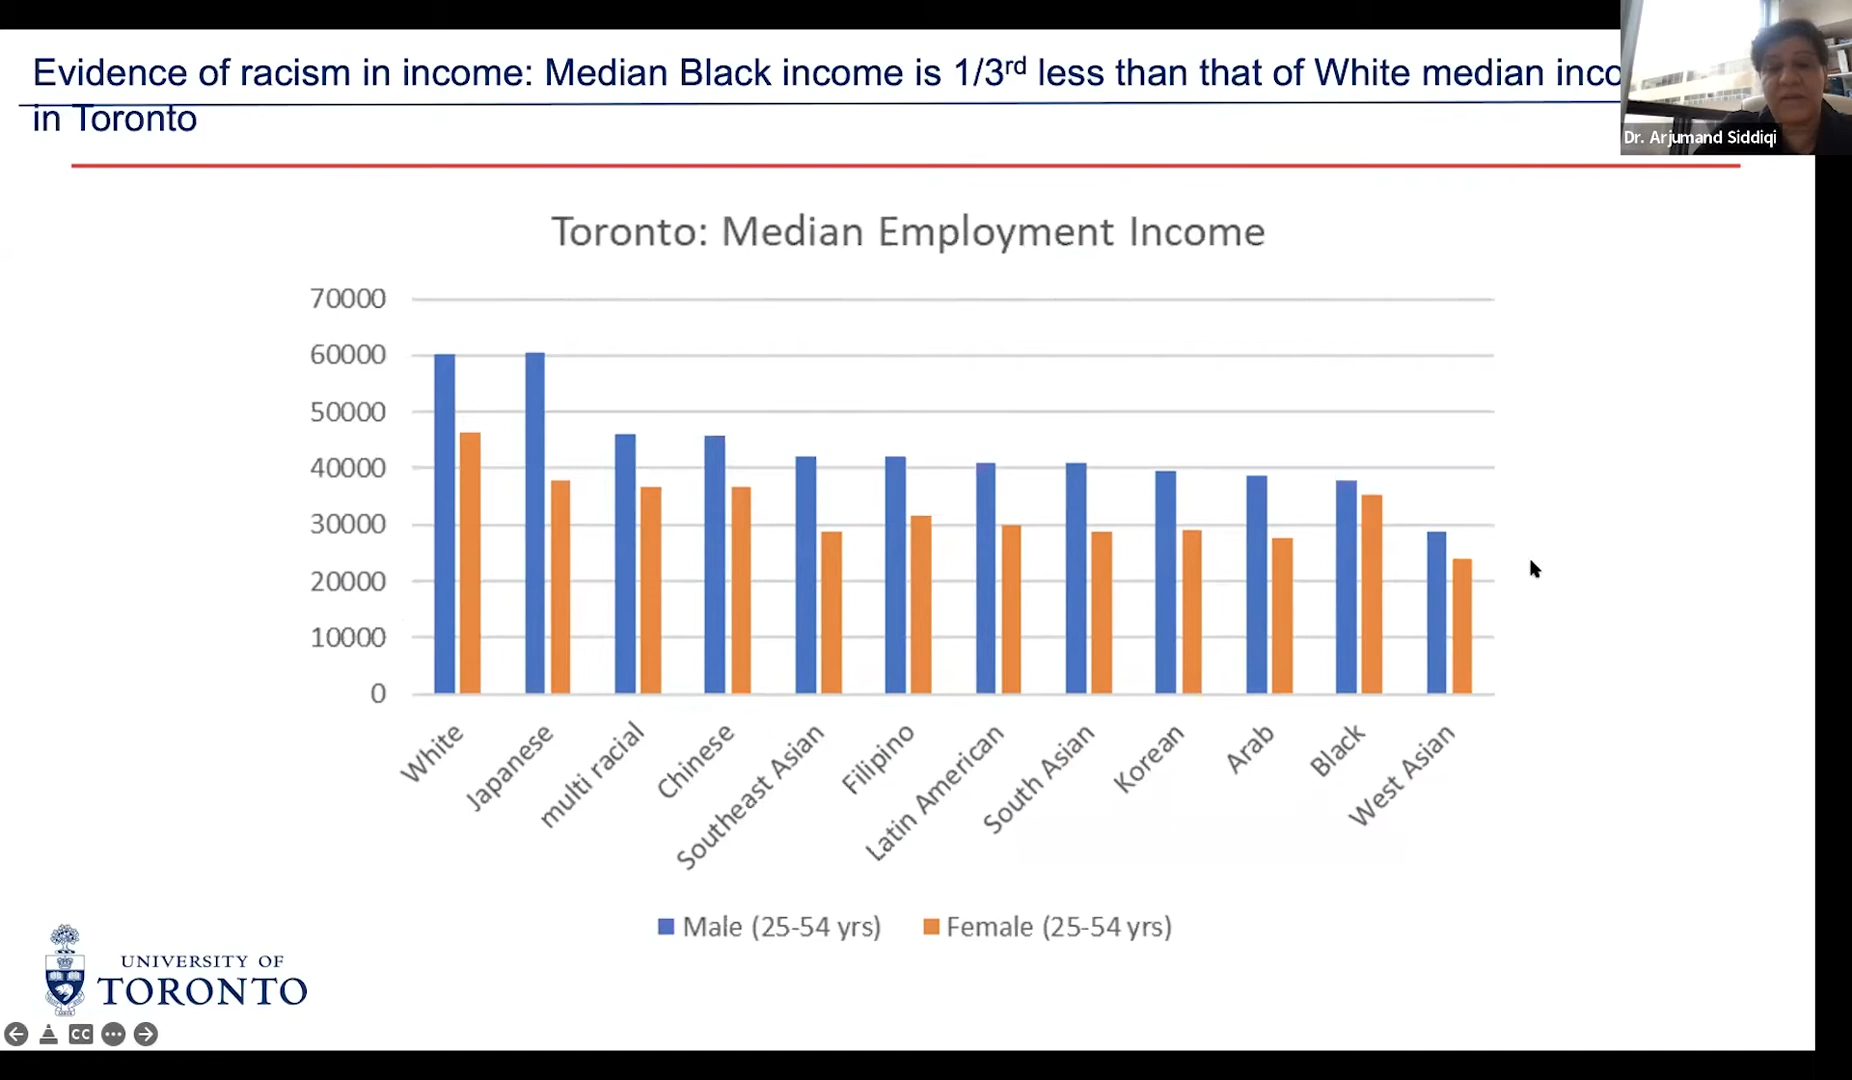 Evidence of racism in income: Median Black income is 1/3rd less than that of White median inco
in Toronto
Dr. Arjumand Siddiqi
Toronto: Median Employment Income
70000
60000
50000
40000
30000
20000
10000
0
White
Japanese
multi racial
Chinese
Southeast Asian
Filipino
Latin American
South Asian
Korean
Arab
Black
West Asian
Male (25-54 yrs)
Female (25-54 yrs)
UNIVERSITY OF
TORONTO
CC